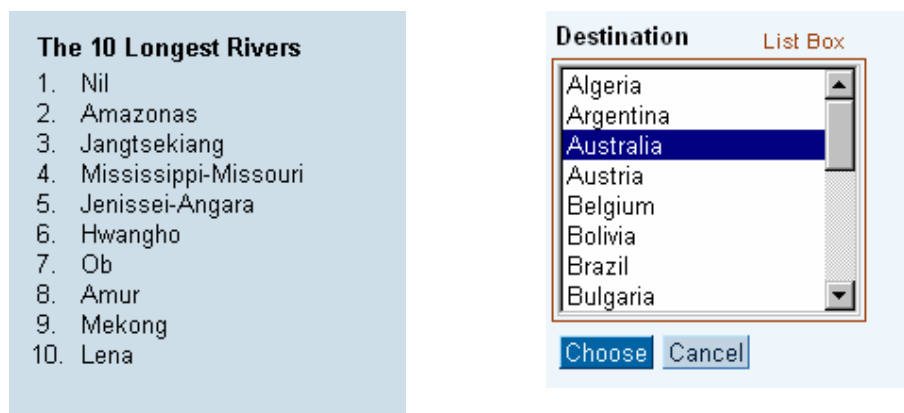 The 10 Longest Rivers
1. Nil
2. Amazonas
3. Jangtsekiang
4. Mississippi-Missouri
5. Jenissei-Angara
6. Hwangho
7. Ob
8. Amur
9. Mekong
10. Lena
Destination List Box
Algeria
Argentina
Australia
Austria
Belgium
Bolivia
Brazil
Bulgaria
Choose Cancel